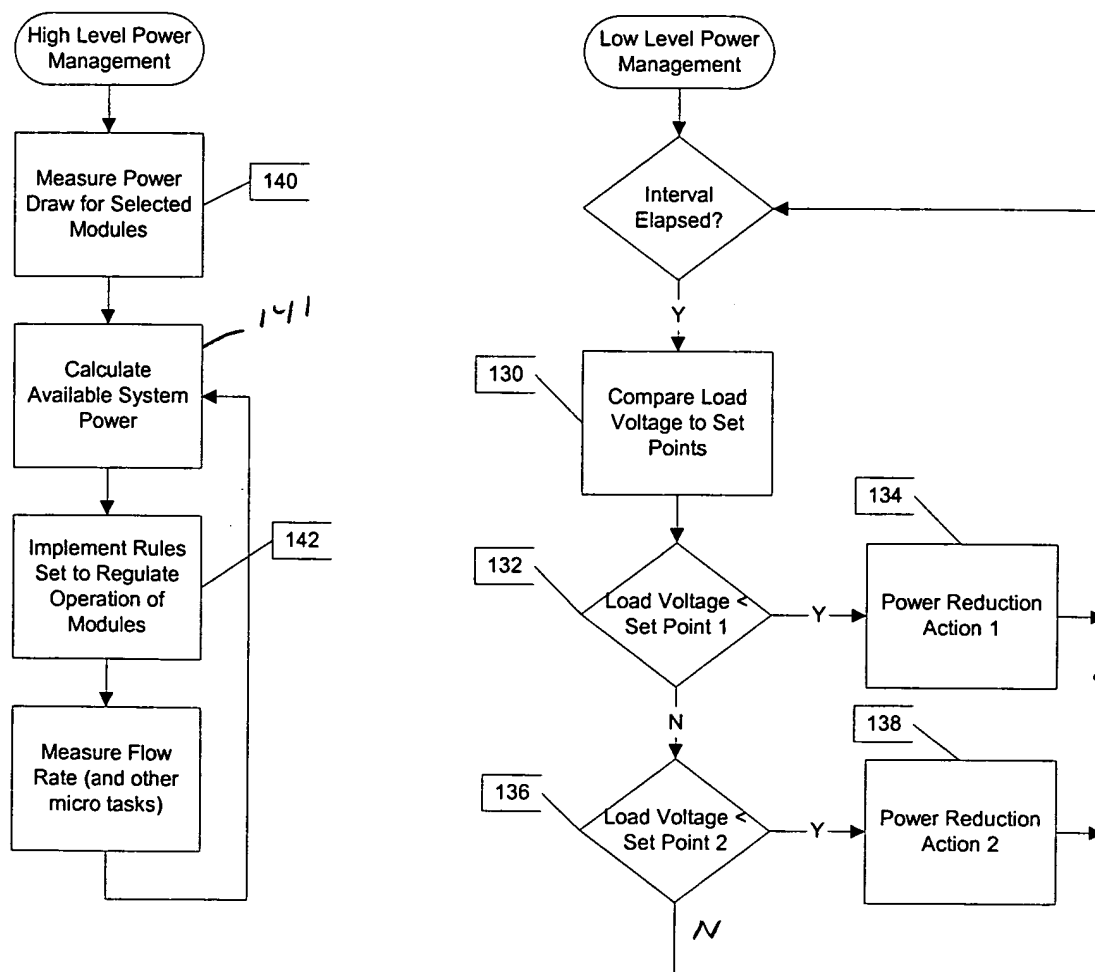 High Level Power
Management
Measure Power
Draw for Selected
Modules
140
Calculate
Available System
Power
141
Implement Rules
Set to Regulate
Operation of
Modules
142
Measure Flow
Rate (and other
micro tasks)
Low Level Power
Management
Interval
Elapsed?
Y
130
Compare Load
Voltage to Set
Points
132
Load Voltage <
Set Point 1
Y
134
Power Reduction
Action 1
N
136
Load Voltage <
Set Point 2
Y
138
Power Reduction
Action 2
N